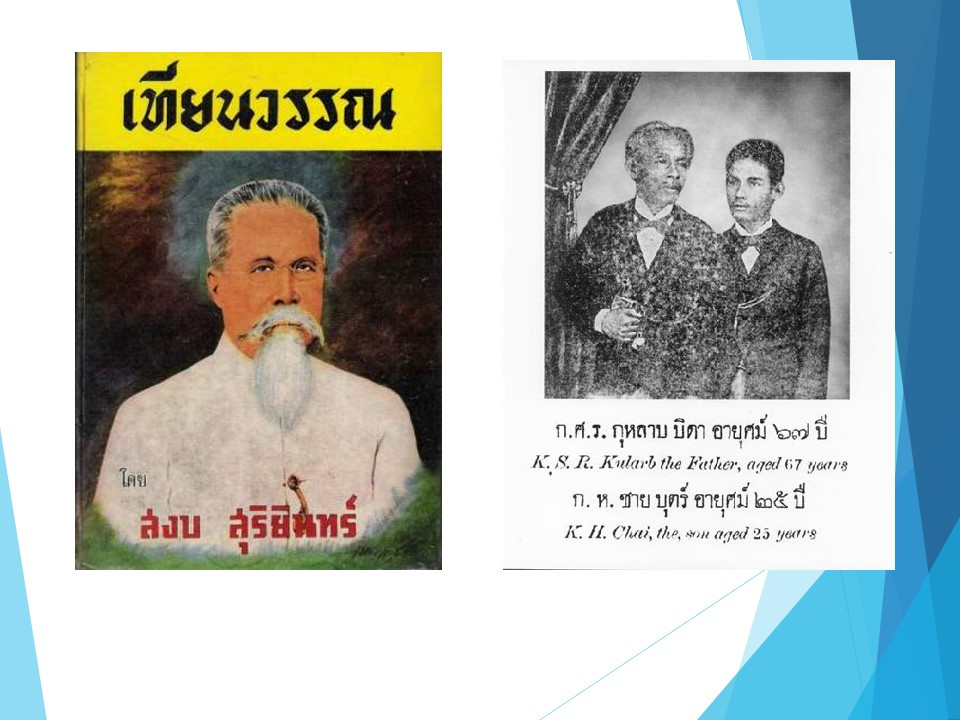 เทียนวรรณ
โดย
สงบ สุริยินทร์
ก.ศ.ร. กุหลาบ บิดา อายุศม์ ๖๗ ปี
K, S. R. Kularb the Father, aged 67 years
ก. ห. ชาย บุตร์ อายุศม์ ๒๕ ปี
K. H. Chai, the, son aged 25 years